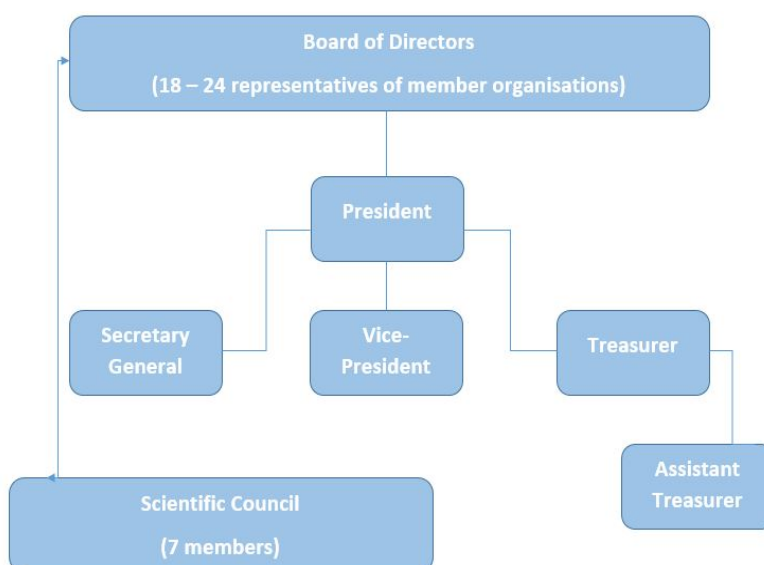 Board of Directors
(18 – 24 representatives of member organisations)
President
Secretary
General
Vice-
President
Treasurer
Assistant
Treasurer
Scientific Council
(7 members)